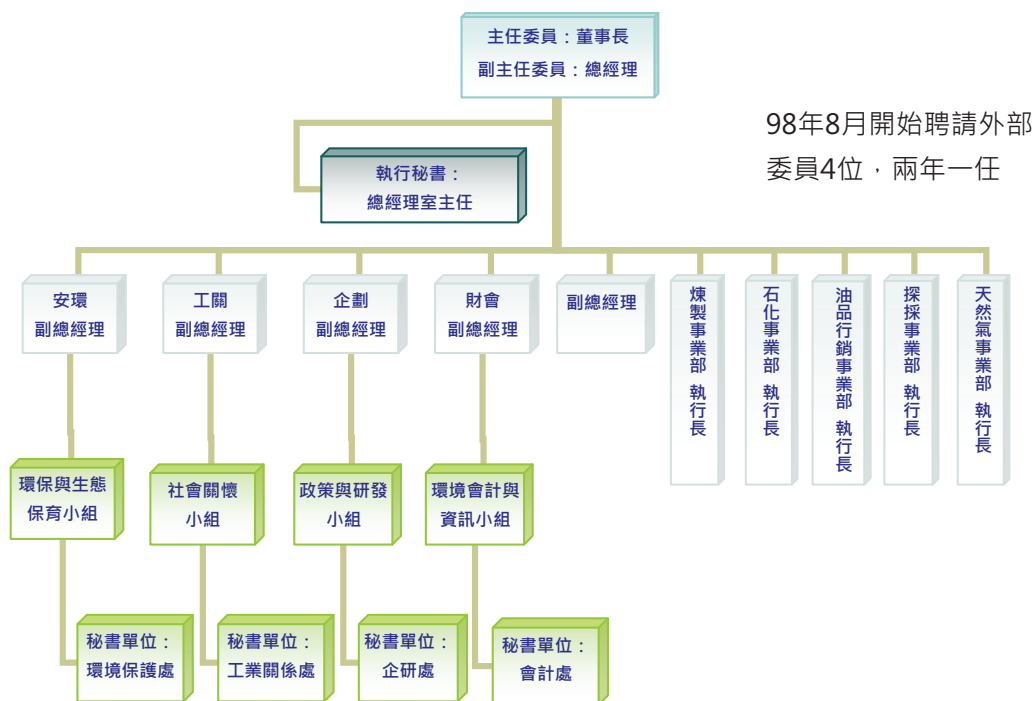 主任委員：董事長
副主任委員：總經理
98年8月開始聘請外部
委員4位，兩年一任
執行秘書：
總經理室主任
安環
副總經理
工關
副總經理
企劃
副總經理
財會
副總經理
副總經理
煉製事業部 執行長
石化事業部 執行長
油品行銷事業部 執行長
探採事業部 執行長
天然氣事業部 執行長
環保與生態
保育小組
社會關懷
小組
政策與研發
小組
環境會計與
資訊小組
秘書單位：
環境保護處
秘書單位：
工業關係處
秘書單位：
企研處
秘書單位：
會計處